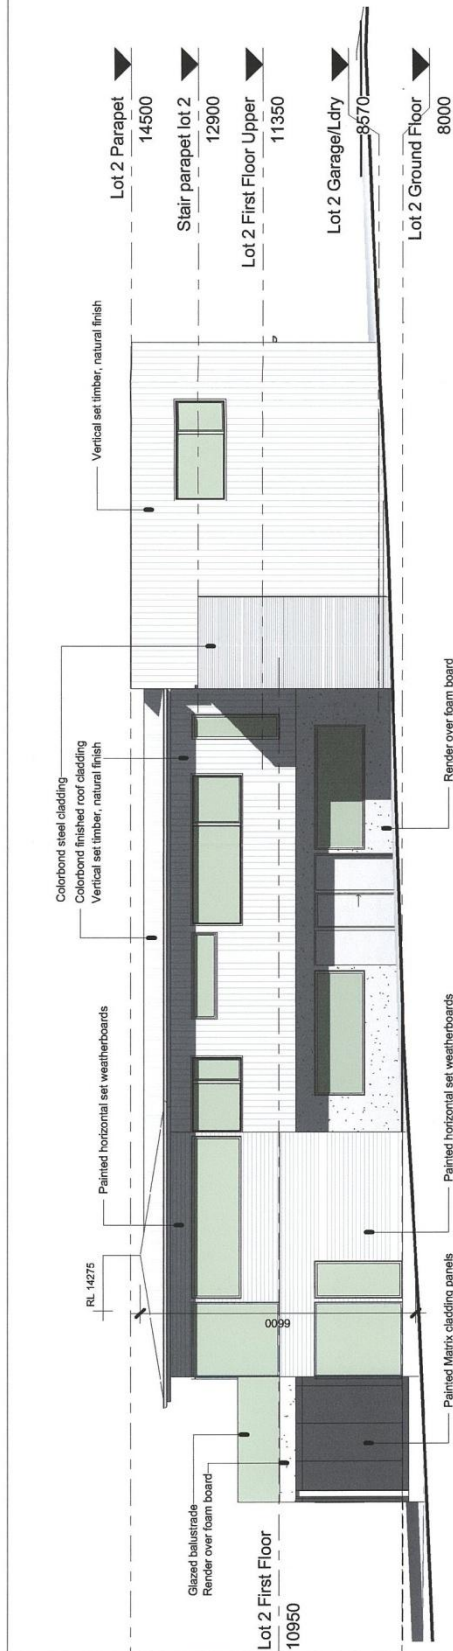 Lot 2 Parapet
14500
Stair parapet lot 2
12900
Lot 2 First Floor Upper
11350
Lot 2 Garage/Ldry
8570
Lot 2 Ground Floor
8000
Vertical set timber, natural finish
Colorbond steel cladding
Colorbond finished roof cladding
Vertical set timber, natural finish
Painted horizontal set weatherboards
RL 14275
6600
Glazed balustrade
Render over foam board
Lot 2 First Floor
10950
Render over foam board
Painted horizontal set weatherboards
Painted Matrix cladding panels